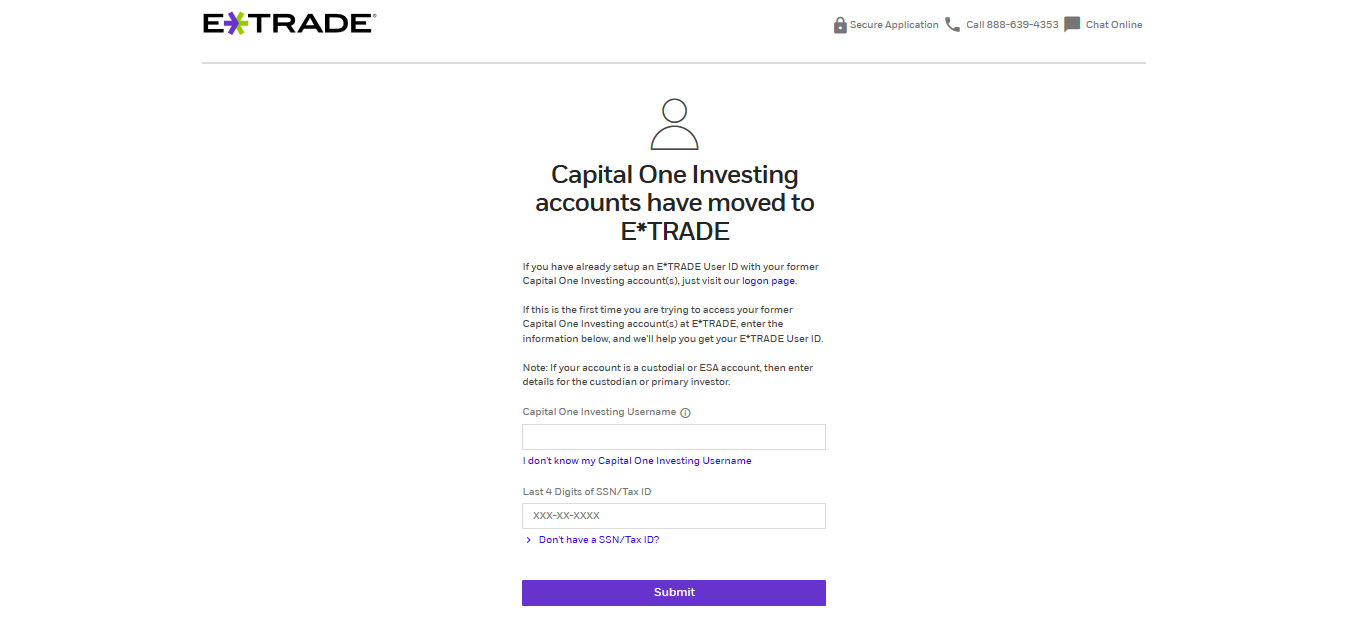 E*TRADE®
Secure Application Call 888-639-4353 Chat Online
Capital One Investing
accounts have moved to
E*TRADE
If you have already setup an E*TRADE User ID with your former
Capital One Investing account(s), just visit our logon page.
If this is the first time you are trying to access your former
Capital One Investing account(s) at E*TRADE, enter the
information below, and we'll help you get your E*TRADE User ID.
Note: If your account is a custodial or ESA account, then enter
details for the custodian or primary investor.
Capital One Investing Username
I don't know my Capital One Investing Username
Last 4 Digits of SSN/Tax ID
XXX-XX-XXXX
Don't have a SSN/Tax ID?
Submit